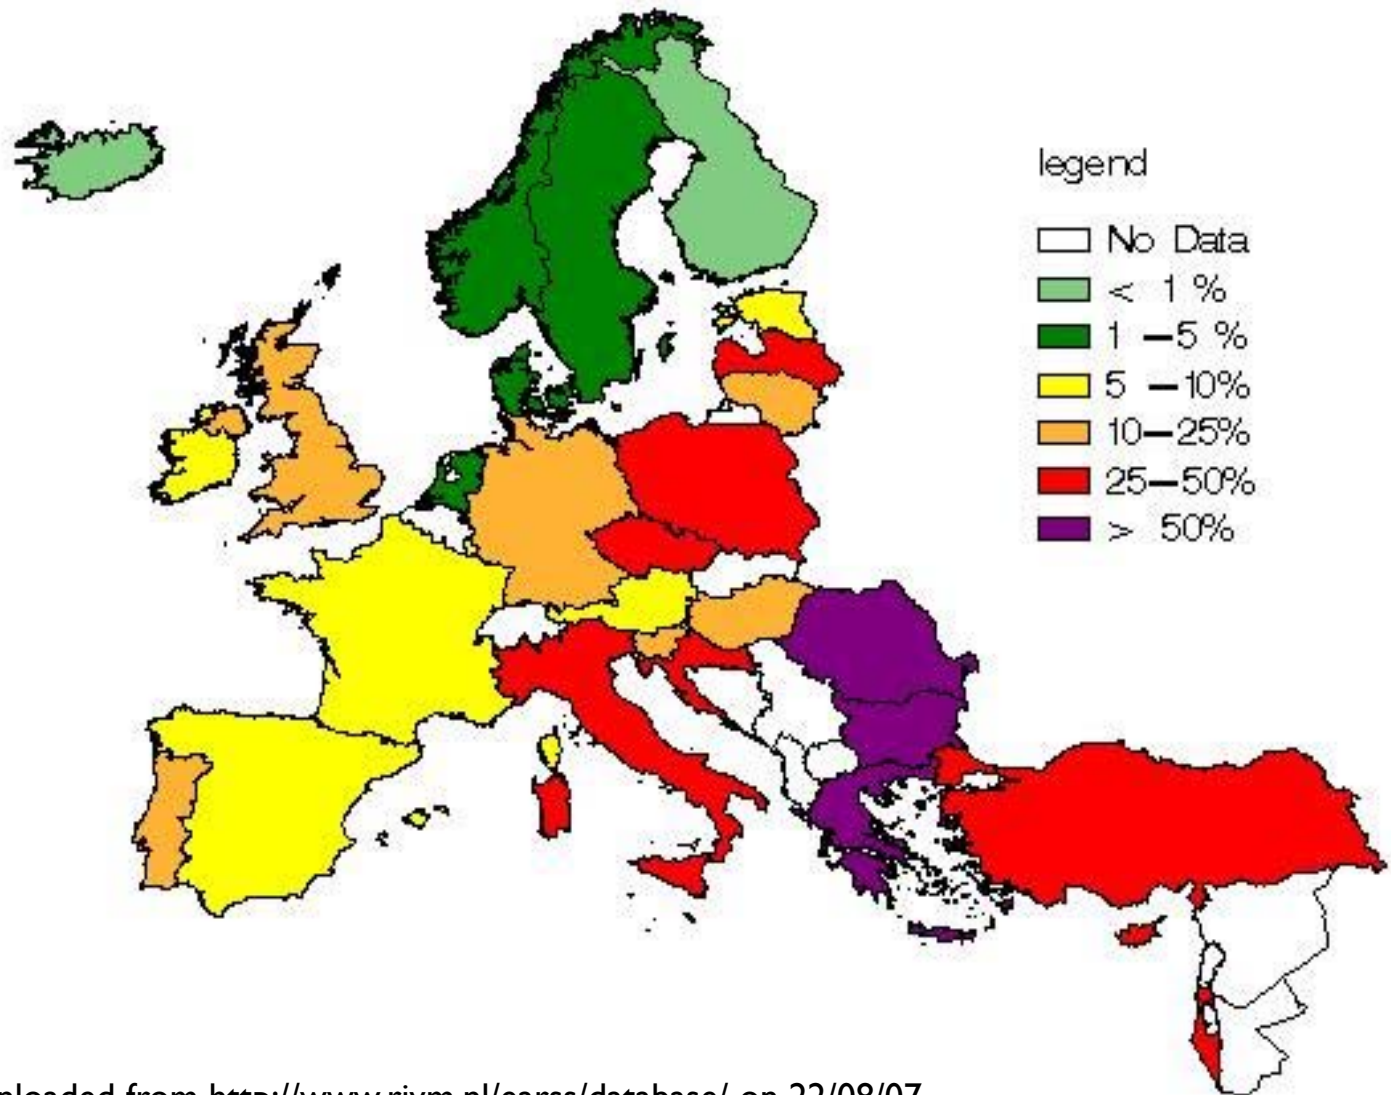 legend
No Data
< 1 %
1 –5 %
5 –10%
10–25%
25–50%
> 50%
nloaded from http://www.rivm.nl/earss/database/ on 22/08/07